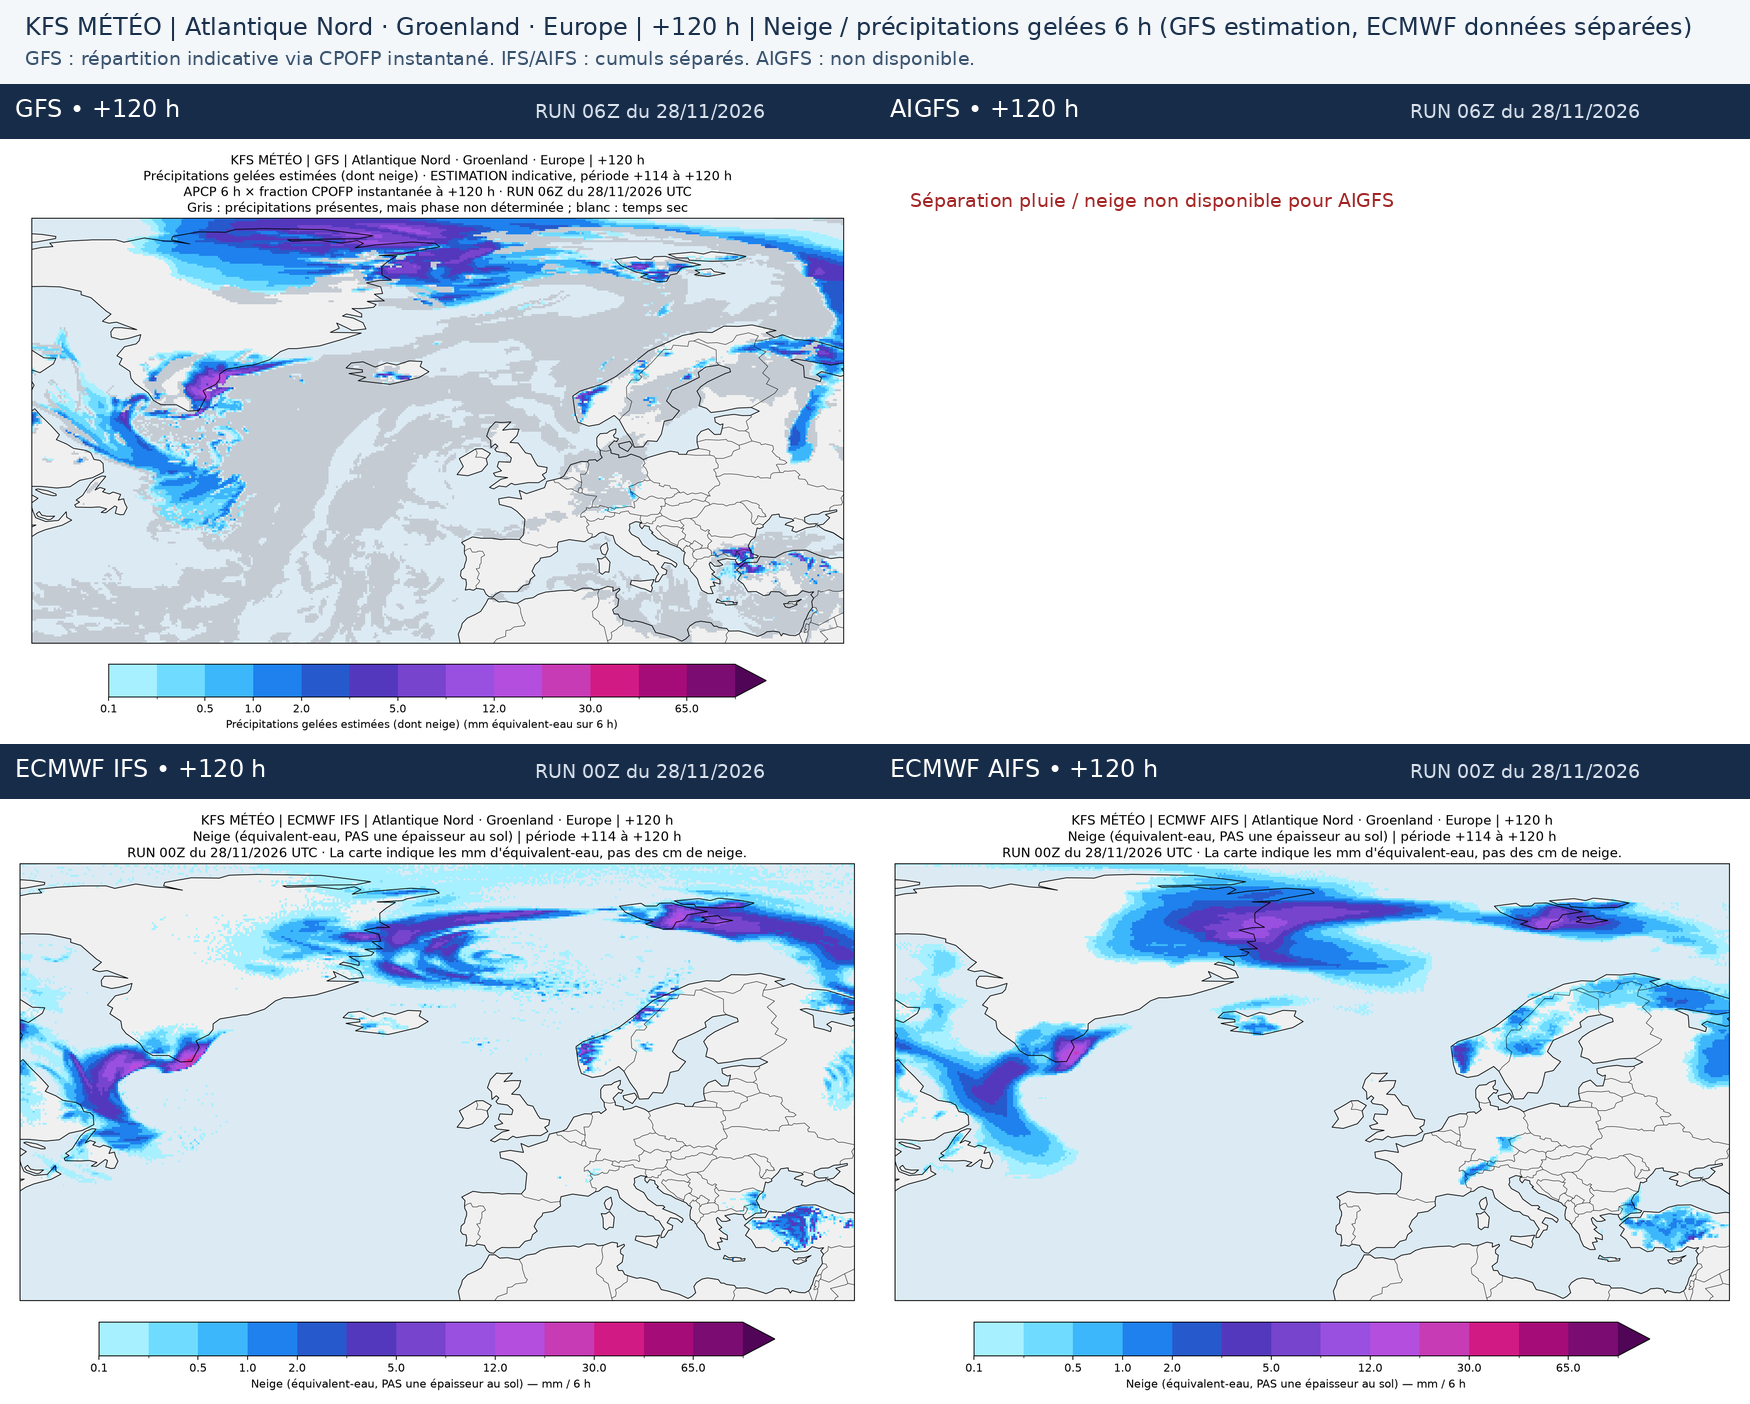 KFS MÉTÉO | Atlantique Nord · Groenland · Europe | +120 h | Neige / précipitations gelées 6 h (GFS estimation, ECMWF données séparées)
GFS : répartition indicative via CPOFP instantané. IFS/AIFS : cumuls séparés. AIGFS : non disponible.
GFS • +120 h
RUN 06Z du 28/11/2026
AIGFS • +120 h
RUN 06Z du 28/11/2026
KFS MÉTÉO | GFS | Atlantique Nord · Groenland · Europe | +120 h
Précipitations gelées estimées (dont neige) · ESTIMATION indicative, période +114 à +120 h
APCP 6 h × fraction CPOFP instantanée à +120 h · RUN 06Z du 28/11/2026 UTC
Gris : précipitations présentes, mais phase non déterminée ; blanc : temps sec
Séparation pluie / neige non disponible pour AIGFS
0.1 0.5 1.0 2.0 5.0 12.0 30.0 65.0
Précipitations gelées estimées (dont neige) (mm équivalent-eau sur 6 h)
ECMWF IFS • +120 h
RUN 00Z du 28/11/2026
ECMWF AIFS • +120 h
RUN 00Z du 28/11/2026
KFS MÉTÉO | ECMWF IFS | Atlantique Nord · Groenland · Europe | +120 h
Neige (équivalent-eau, PAS une épaisseur au sol) | période +114 à +120 h
RUN 00Z du 28/11/2026 UTC · La carte indique les mm d'équivalent-eau, pas des cm de neige.
0.1 0.5 1.0 2.0 5.0 12.0 30.0 65.0
Neige (équivalent-eau, PAS une épaisseur au sol) — mm / 6 h
KFS MÉTÉO | ECMWF AIFS | Atlantique Nord · Groenland · Europe | +120 h
Neige (équivalent-eau, PAS une épaisseur au sol) | période +114 à +120 h
RUN 00Z du 28/11/2026 UTC · La carte indique les mm d'équivalent-eau, pas des cm de neige.
0.1 0.5 1.0 2.0 5.0 12.0 30.0 65.0
Neige (équivalent-eau, PAS une épaisseur au sol) — mm / 6 h